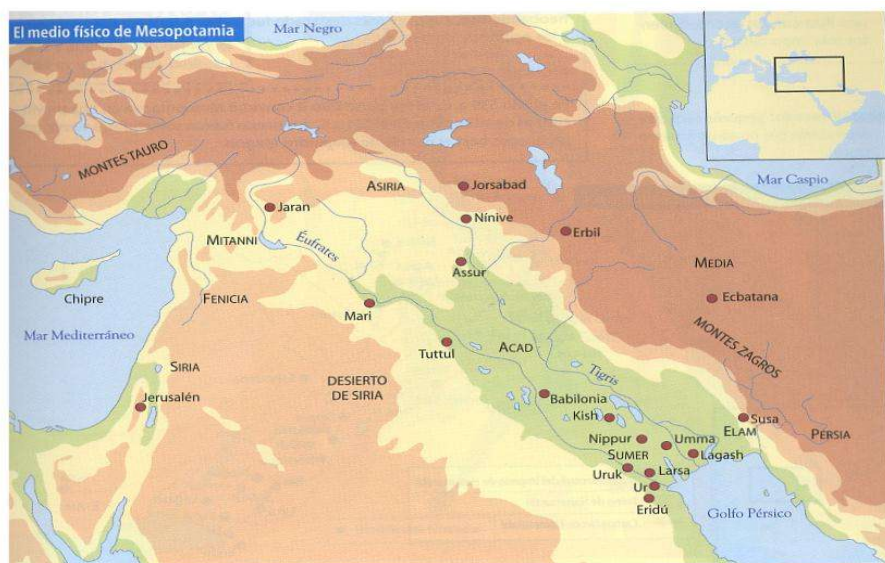 El medio físico de Mesopotamia
Mar Negro
MONTES TAURO
Mar Caspio
ASIRIA
Jorsabad
Jaran
Nínive
MITANNI
Éufrates
Erbil
Assur
MEDIA
Chipre
FENICIA
Mari
Ecbatana
Mar Mediterráneo
Tuttul
ACAD
MONTES ZAGROS
SIRIA
Tigris
DESIERTO
DE SIRIA
Jerusalén
Babilonia
Kish
Susa
ELAM
PERSIA
Nippur
Umma
SUMER
Lagash
Uruk
Larsa
Ur
Eridú
Golfo Pérsico